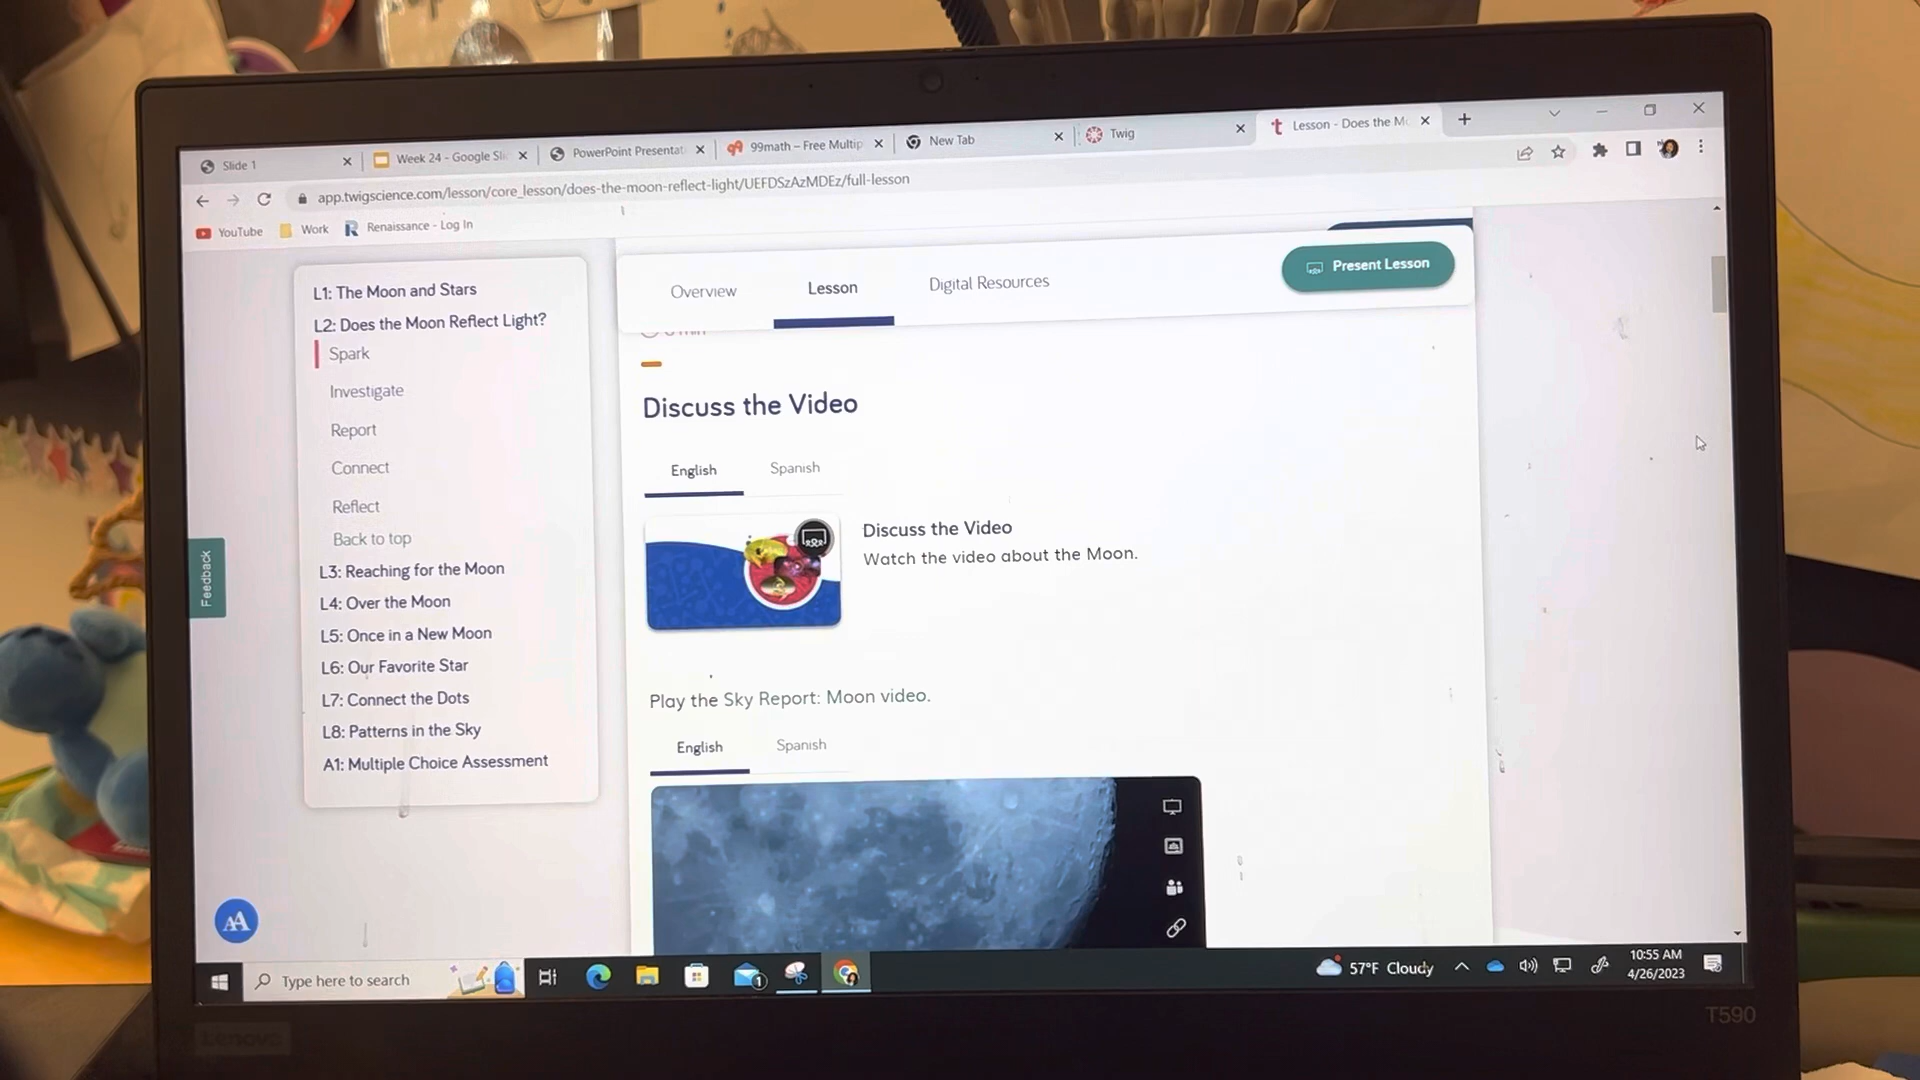 Slide 1
Week 24 - Google Sli
PowerPoint Presentat
99math – Free Multip
New Tab
Twig
Lesson - Does the Mo
app.twigscience.com/lesson/core_lesson/does-the-moon-reflect-light/UEFDSzAzMDEz/full-lesson
YouTube
Work
Renaissance - Log In
Overview
Lesson
Digital Resources
Present Lesson
L1: The Moon and Stars
L2: Does the Moon Reflect Light?
Spark
Investigate
Report
Connect
Reflect
Back to top
L3: Reaching for the Moon
L4: Over the Moon
L5: Once in a New Moon
L6: Our Favorite Star
L7: Connect the Dots
L8: Patterns in the Sky
A1: Multiple Choice Assessment
Feedback
AA
Discuss the Video
English
Spanish
Discuss the Video
Watch the video about the Moon.
Play the Sky Report: Moon video.
English
Spanish
Type here to search
1
57°F Cloudy
10:55 AM
4/26/2023
Lenovo
T590